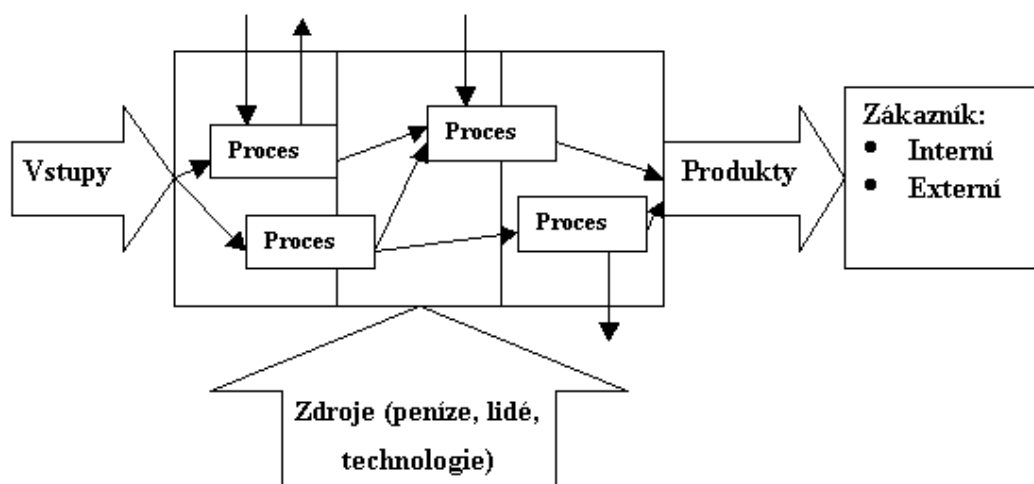 Vstupy
Proces
Proces
Proces
Proces
Produkty
Zákazník:
• Interní
• Externí
Zdroje (peníze, lidé,
technologie)